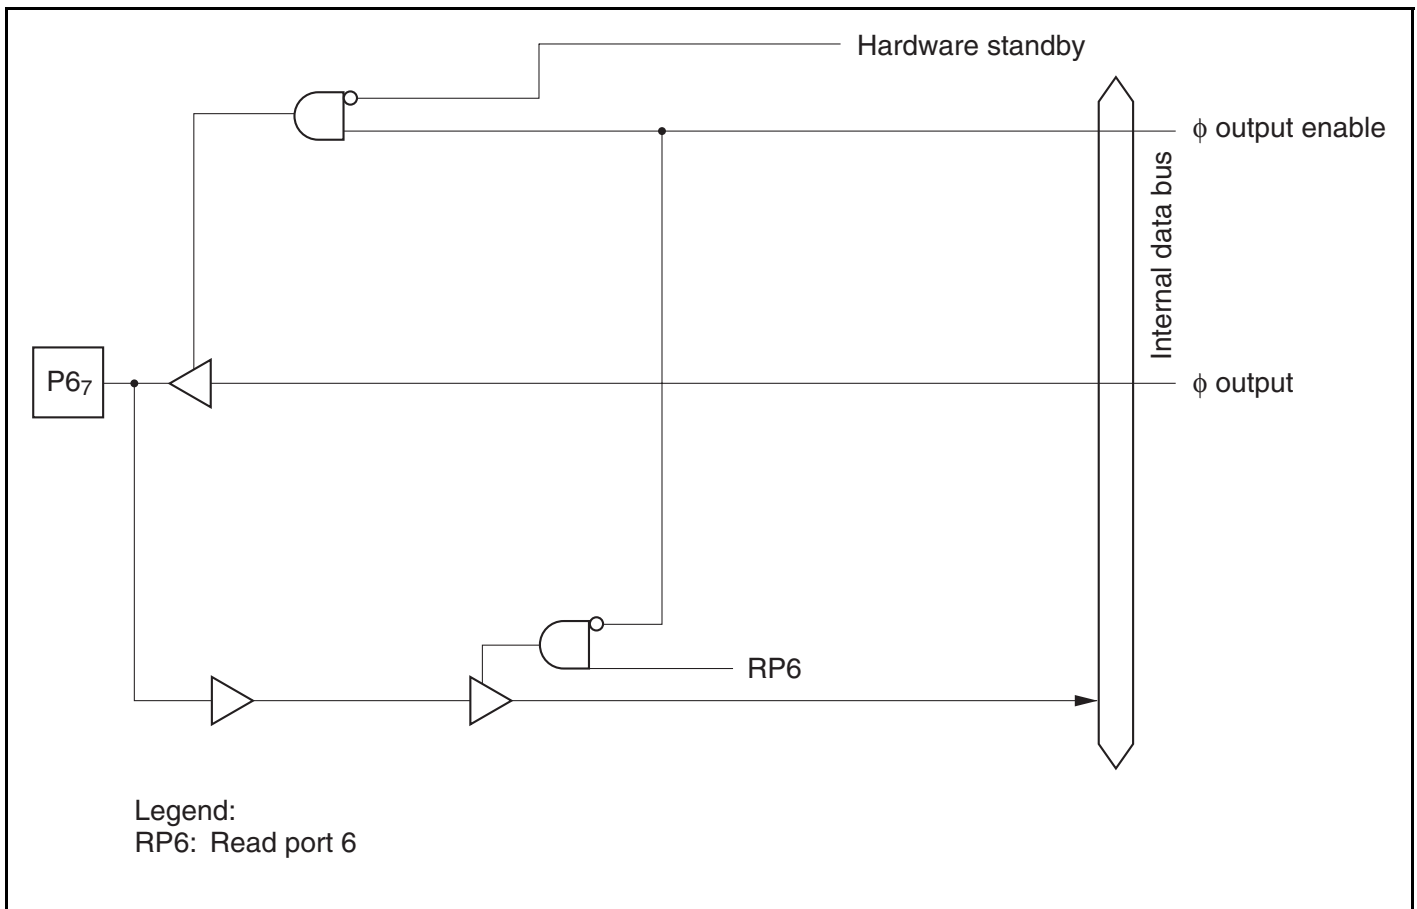 Hardware standby
ϕ output enable
Internal data bus
P6₇
ϕ output
RP6
Legend:
RP6: Read port 6